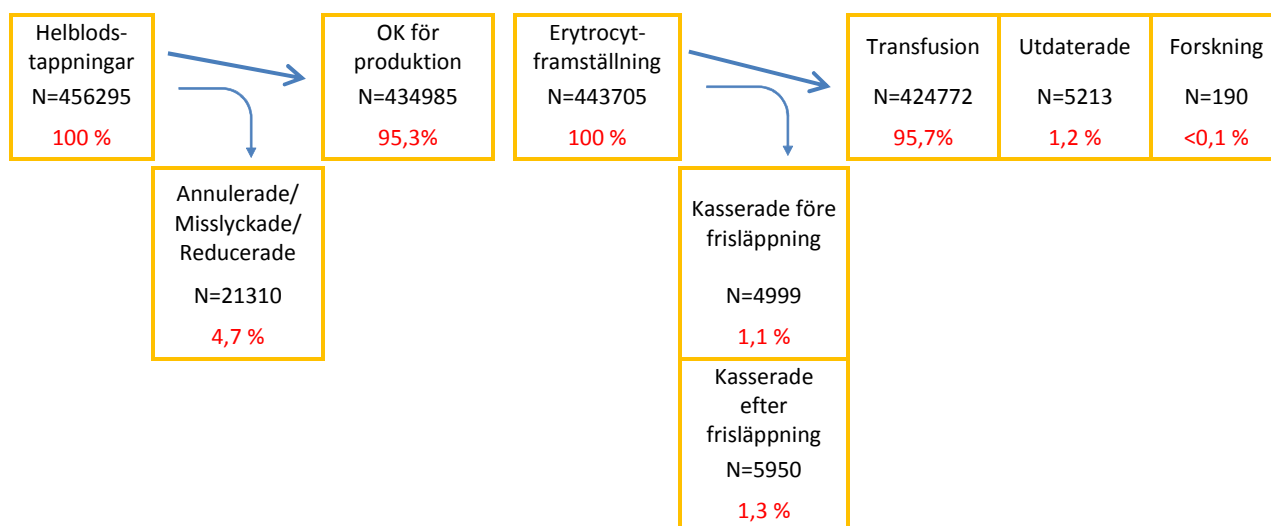 Helblods-
tappningar
N=456295
100 %
OK för
produktion
N=434985
95,3%
Erytrocyt-
framställning
N=443705
100 %
Transfusion
N=424772
95,7%
Utdaterade
N=5213
1,2 %
Forskning
N=190
<0,1 %
Annulerade/
Misslyckade/
Reducerade
N=21310
4,7 %
Kasserade före
frisläppning
N=4999
1,1 %
Kasserade
efter
frisläppning
N=5950
1,3 %